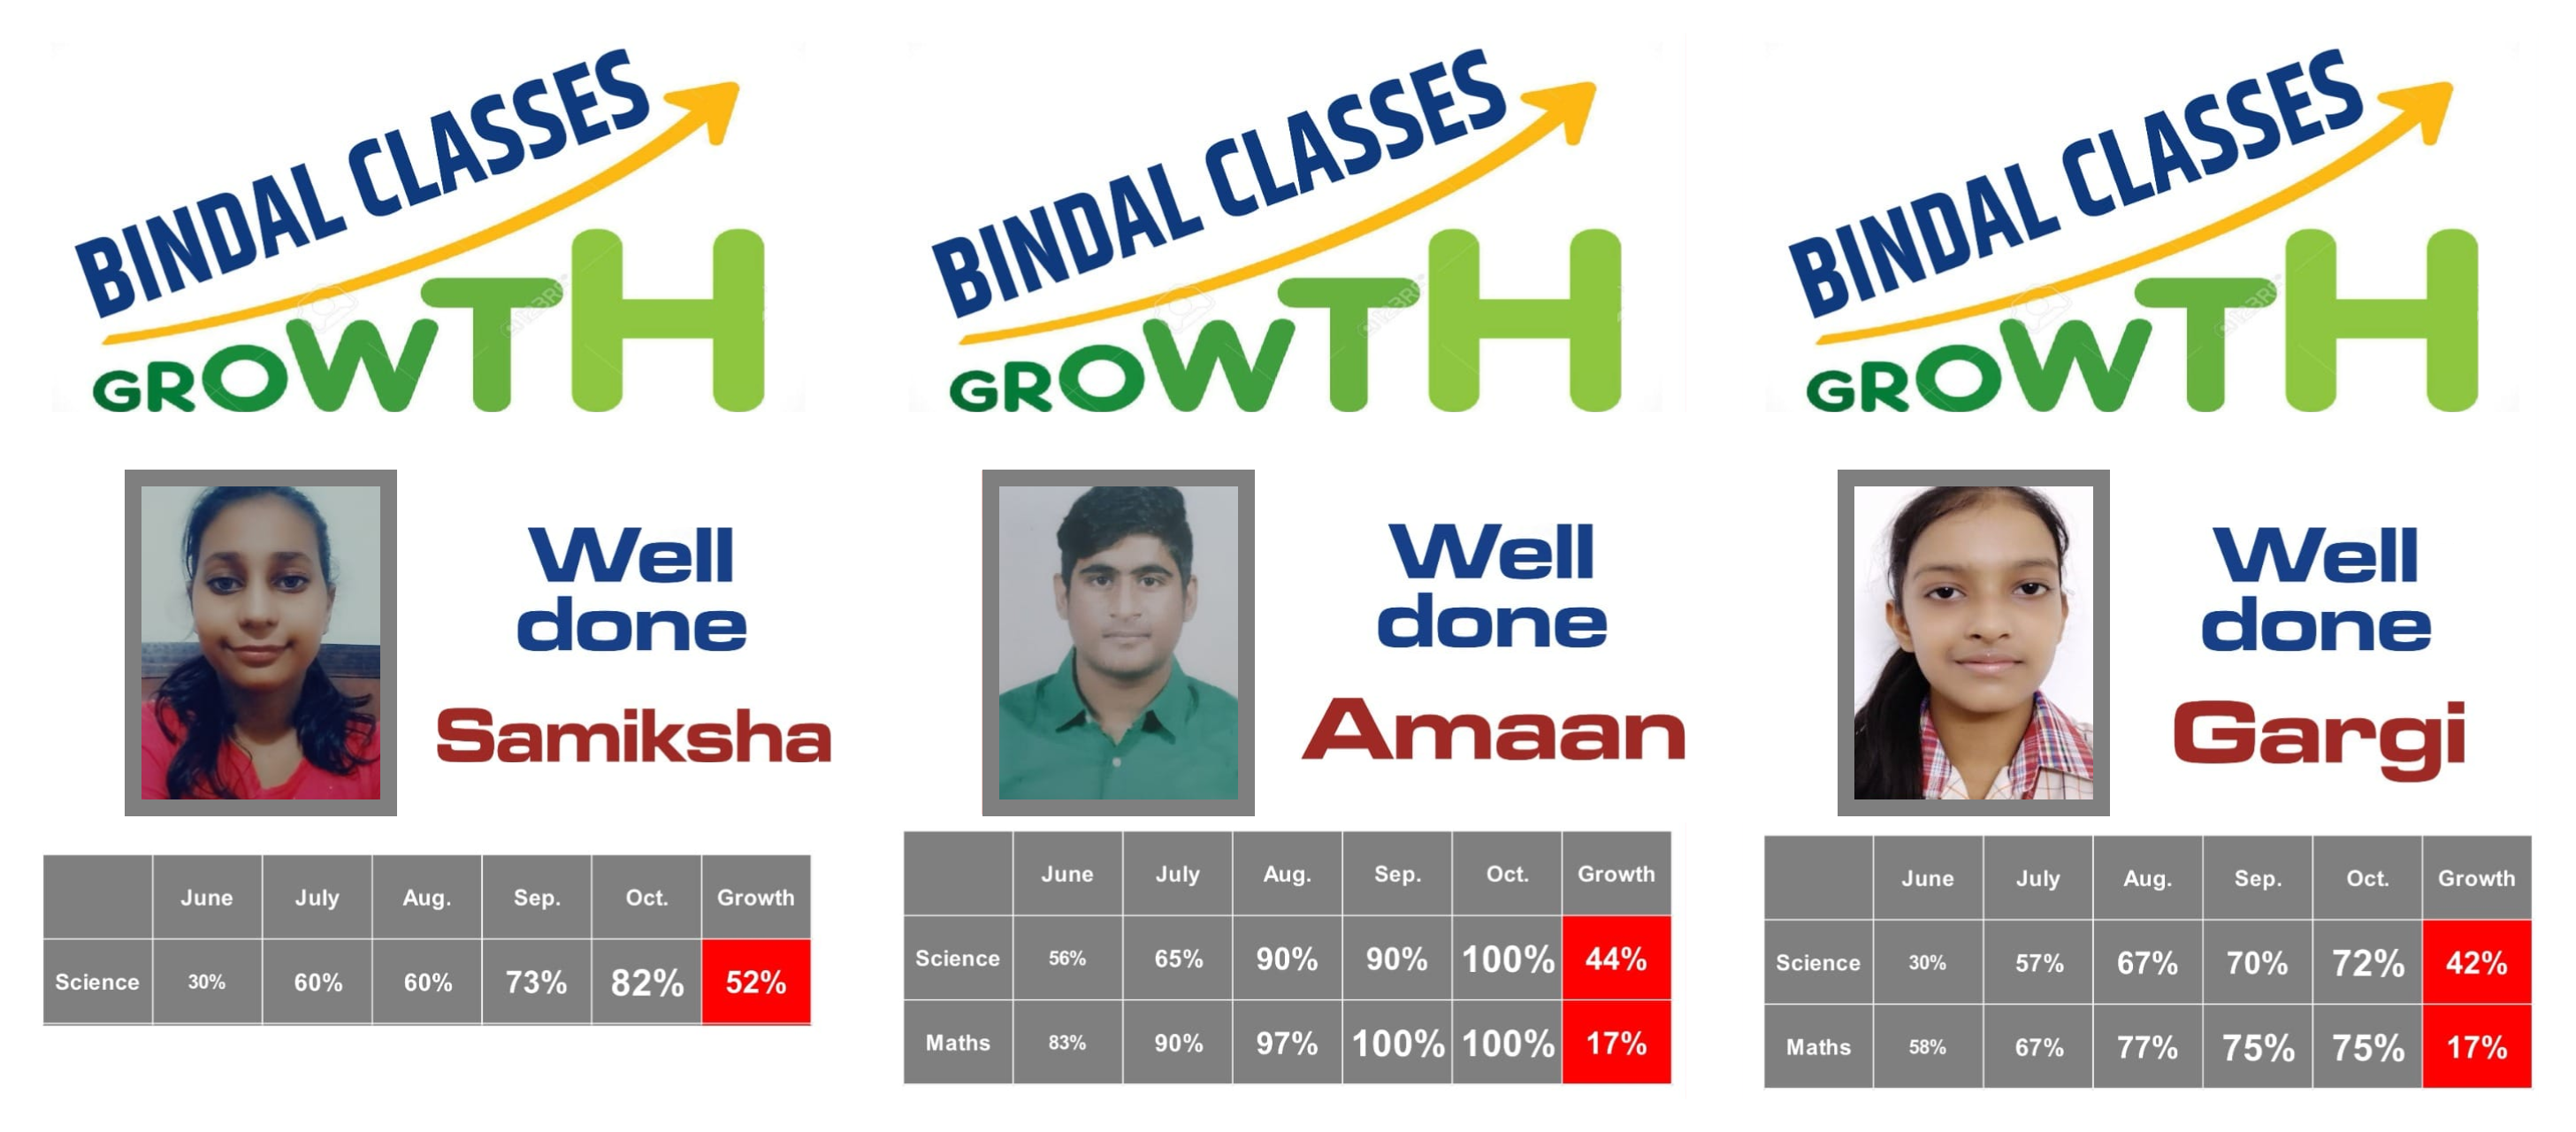 BINDAL CLASSES
GROWTH
Well
done
Samiksha
June July Aug. Sep. Oct. Growth
Science 30% 60% 60% 73% 82% 52%
BINDAL CLASSES
GROWTH
Well
done
Amaan
June July Aug. Sep. Oct. Growth
Science 56% 65% 90% 90% 100% 44%
Maths 83% 90% 97% 100% 100% 17%
BINDAL CLASSES
GROWTH
Well
done
Gargi
June July Aug. Sep. Oct. Growth
Science 30% 57% 67% 70% 72% 42%
Maths 58% 67% 77% 75% 75% 17%